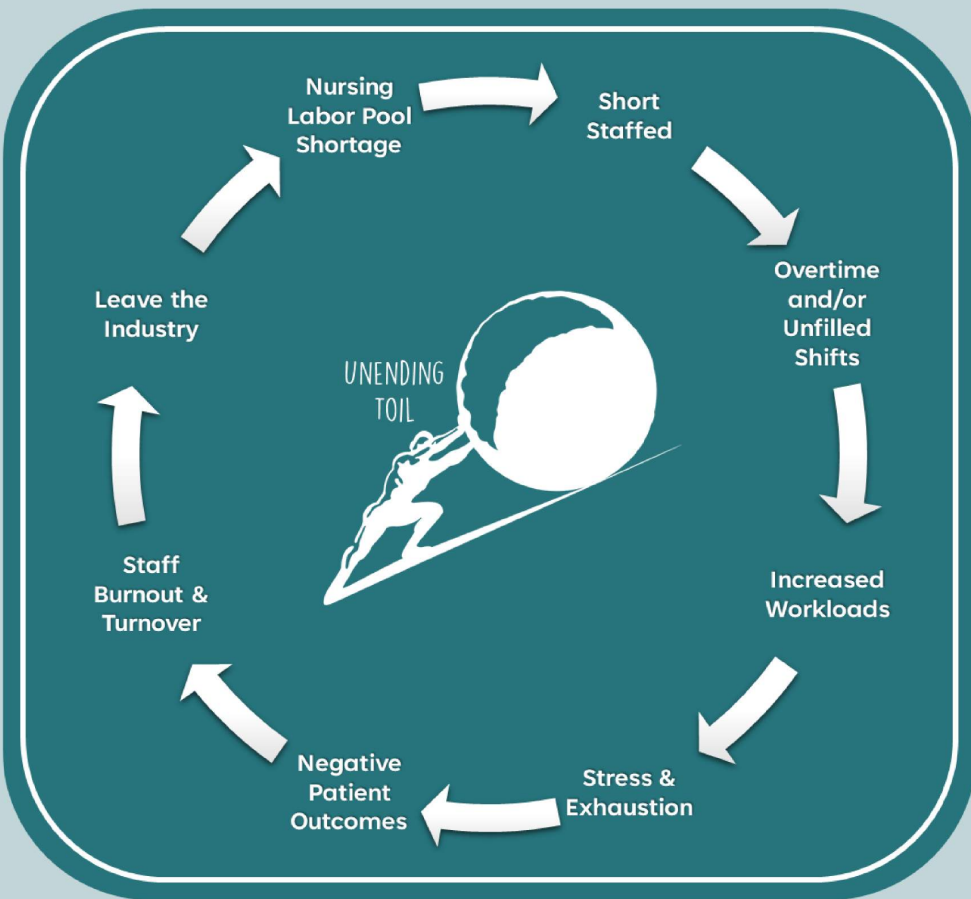 Nursing
Labor Pool
Shortage
Short
Staffed
Overtime
and/or
Unfilled
Shifts
Increased
Workloads
Stress &
Exhaustion
Negative
Patient
Outcomes
Staff
Burnout &
Turnover
Leave the
Industry
UNENDING
TOIL